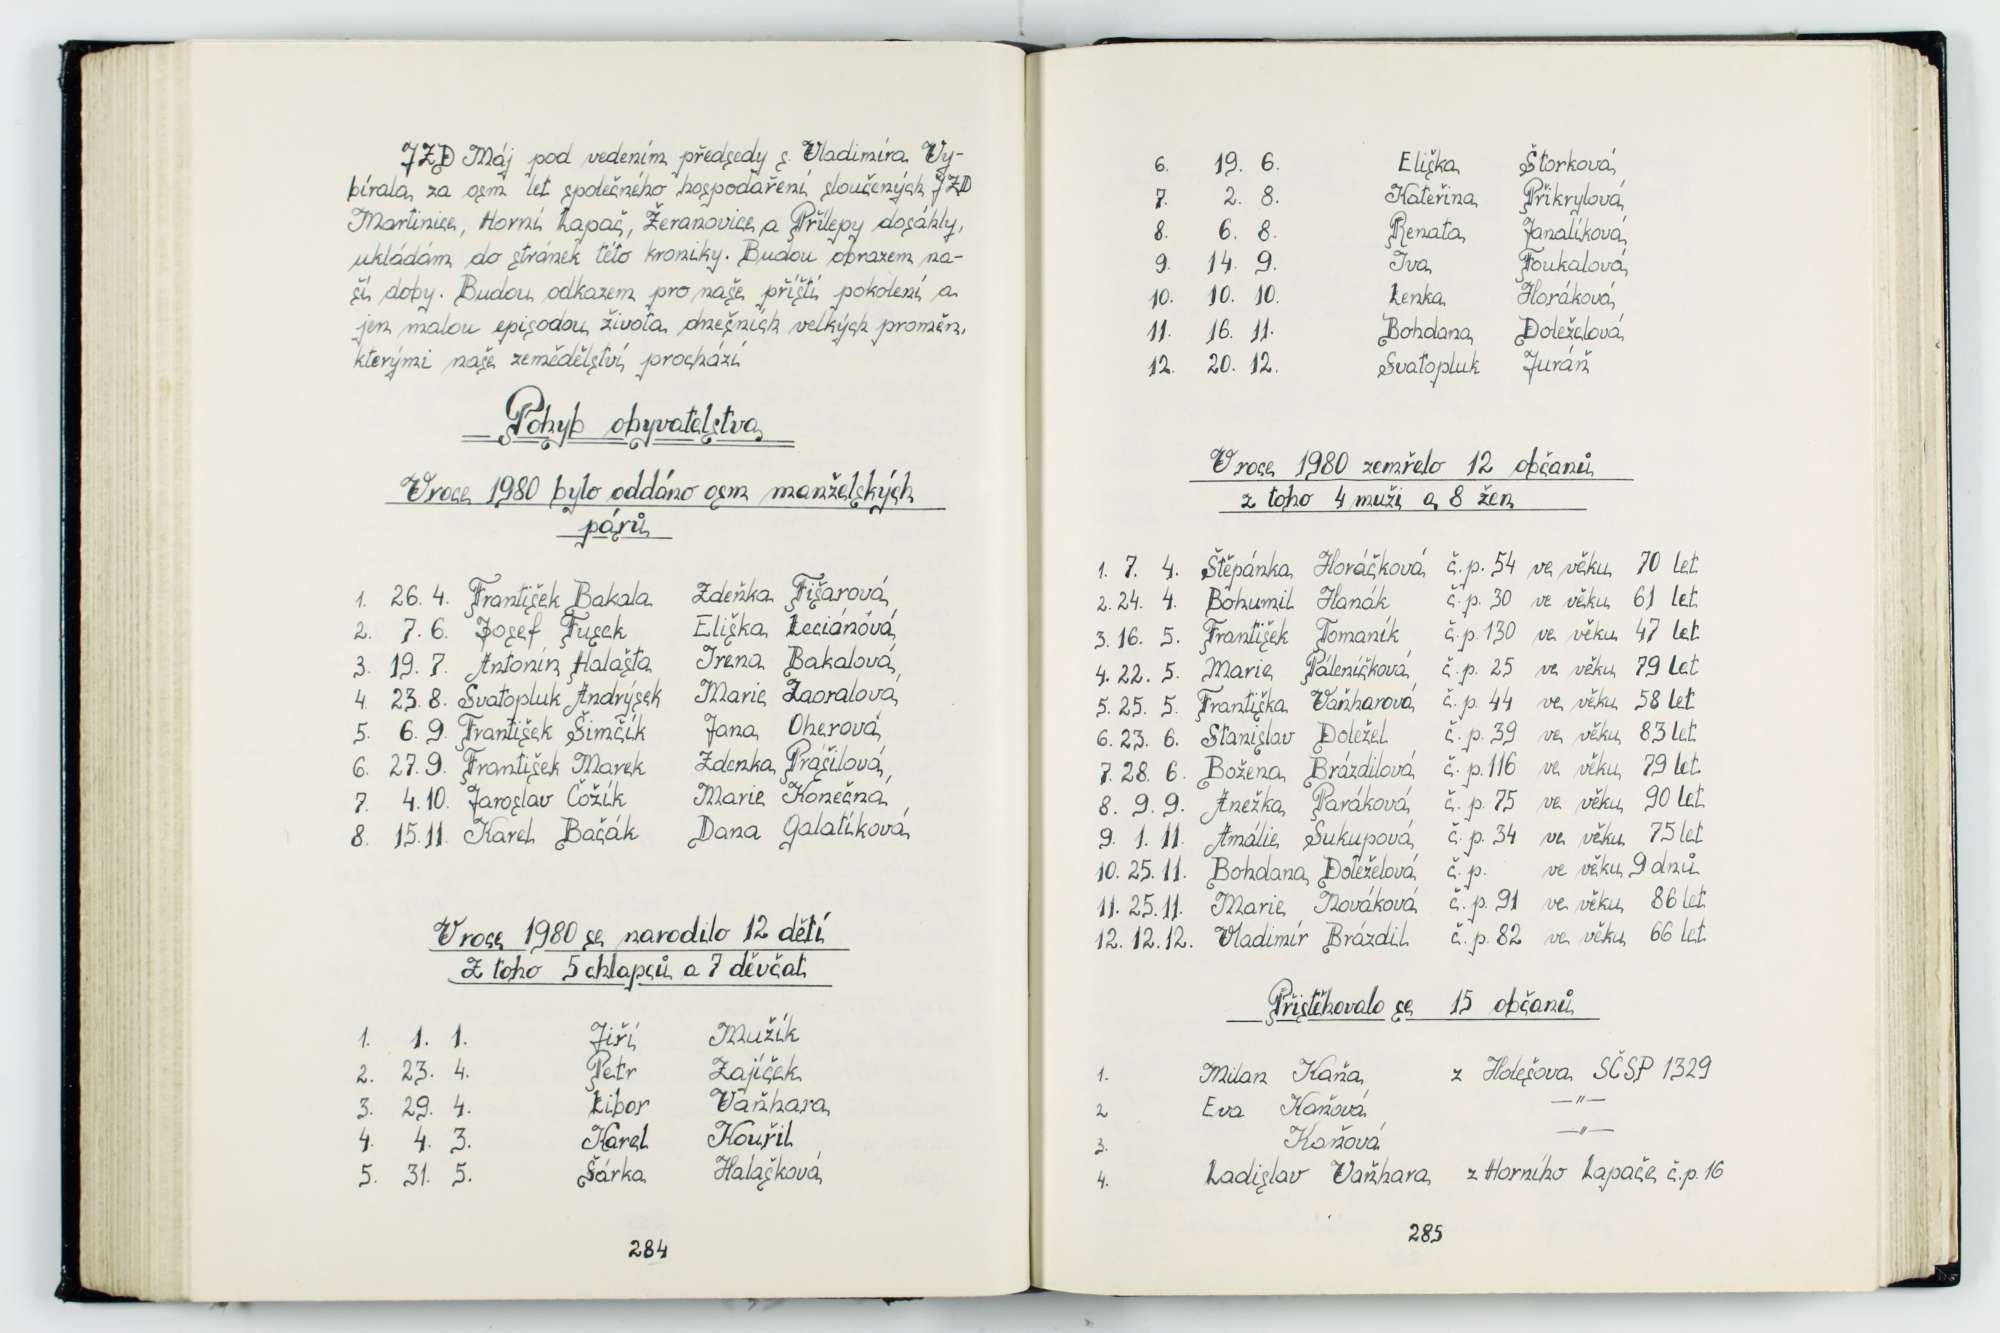 JZD Máj pod vedením předsedy s. Vladimíra Vy-
bírala za osm let společného hospodaření sloučených JZD
Martinice, Horní Lapač, Žeranovice a Přílepy dosáhly,
ukládám do stránek této kroniky. Budou obrazem na-
ší doby. Budou odkazem pro naše příští pokolení a
jen malou episodou života dnešních velkých proměn,
kterými naše zemědělství prochází
Pohyb obyvatelstva
V roce 1980 bylo oddáno osm manželských
párů
1. 26. 4. František Bakala Zdeňka Fišarová
2. 7. 6. Josef Fusek Eliška Leciánová
3. 19. 7. Antonín Halašta Irena Bakalová
4. 23. 8. Svatopluk Andrýsek Marie Zaoralová
5. 6. 9. František Šimčík Jana Oherová
6. 27. 9. František Marek Zdenka Prášilová
7. 4. 10. Jaroslav Čožík Marie Konečná
8. 15. 11. Karel Bačák Dana Galatíková
V roce 1980 se narodilo 12 dětí
Z toho 5 chlapců a 7 děvčat
1. 1. 1. Jiří Mužík
2. 23. 4. Petr Zajíček
3. 29. 4. Libor Váňhara
4. 4. 3. Karel Kouřil
5. 31. 5. Šárka Halašková
284
6. 19. 6. Eliška Štorková
7. 2. 8. Kateřina Přikrylová
8. 6. 8. Renata Janalíková
9. 14. 9. Iva Foukalová
10. 10. 10. Lenka Horáková
11. 16. 11. Bohdana Doleželová
12. 20. 12. Svatopluk Juráň
V roce 1980 zemřelo 12 občanů
z toho 4 muži a 8 žen
1. 7. 4. Štěpánka Horáčková č.p. 54 ve věku 70 let
2. 24. 4. Bohumil Hanák č.p. 30 ve věku 61 let
3. 16. 5. František Tomaník č.p. 130 ve věku 47 let
4. 22. 5. Marie Páleníčková č.p. 25 ve věku 79 let
5. 25. 5. Františka Vaňharová č.p. 44 ve věku 58 let
6. 23. 6. Stanislav Doležel č.p. 39 ve věku 83 let
7. 28. 6. Božena Brázdilová č.p. 116 ve věku 79 let
8. 9. 9. Anežka Paráková č.p. 75 ve věku 90 let
9. 1. 11. Amálie Sukupová č.p. 34 ve věku 75 let
10. 25. 11. Bohdana Doleželová č.p. ve věku 9 dnů
11. 25. 11. Marie Nováková č.p. 91 ve věku 86 let
12. 12. 12. Vladimír Brázdil č.p. 82 ve věku 66 let
Přistěhovalo se 15 občanů
1. Milan Kaňa z Holešova SČSP 1329
2 Eva Kaňová —"—
3. Kaňová —"—
4. Ladislav Vaňhara z Horního Lapače č.p. 16
285